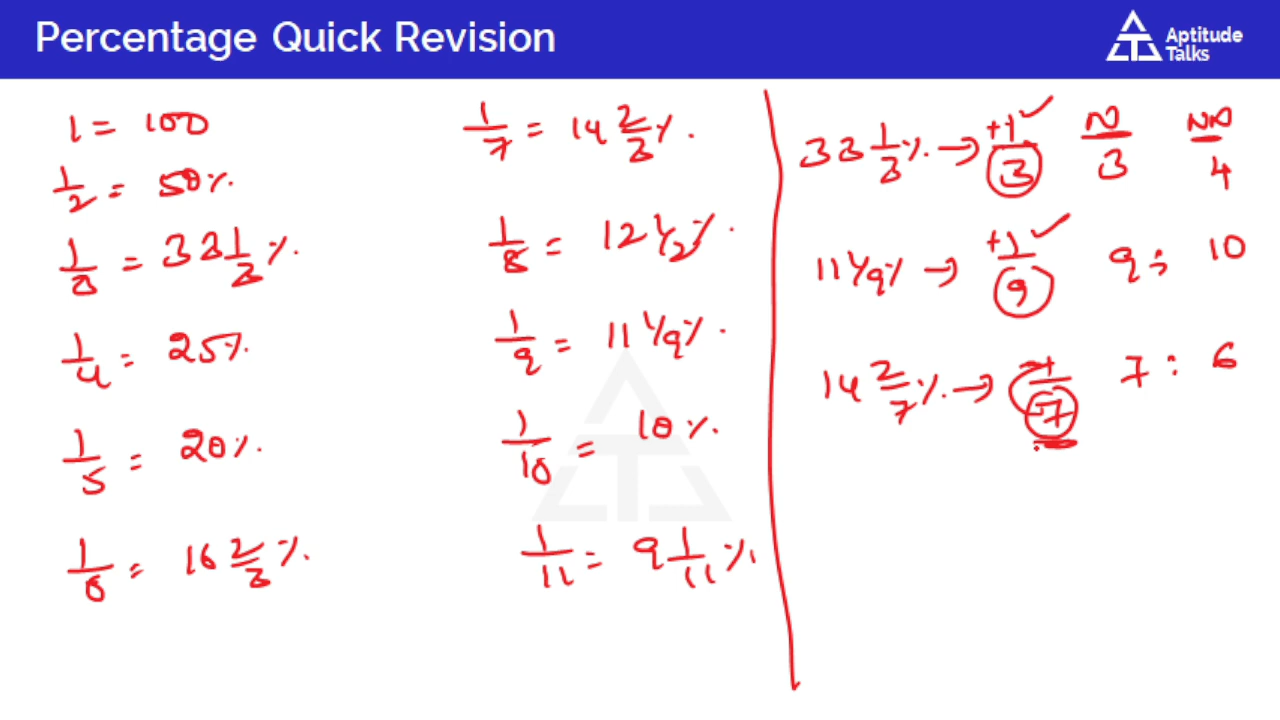 Percentage Quick Revision
Aptitude
Talks
1 = 100
1/2 = 50%
1/3 = 33 1/3 %.
1/4 = 25%.
1/5 = 20%.
1/6 = 16 2/3 %.
1/7 = 14 2/3 %.
1/8 = 12 1/2 %.
1/9 = 11 1/9 %.
1/10 = 10 %.
1/11 = 9 1/11 %.
33 1/3 %. → +1/3 3 4
11 1/9 % → +1/9 9 : 10
14 2/7 %. → 7 7 : 6